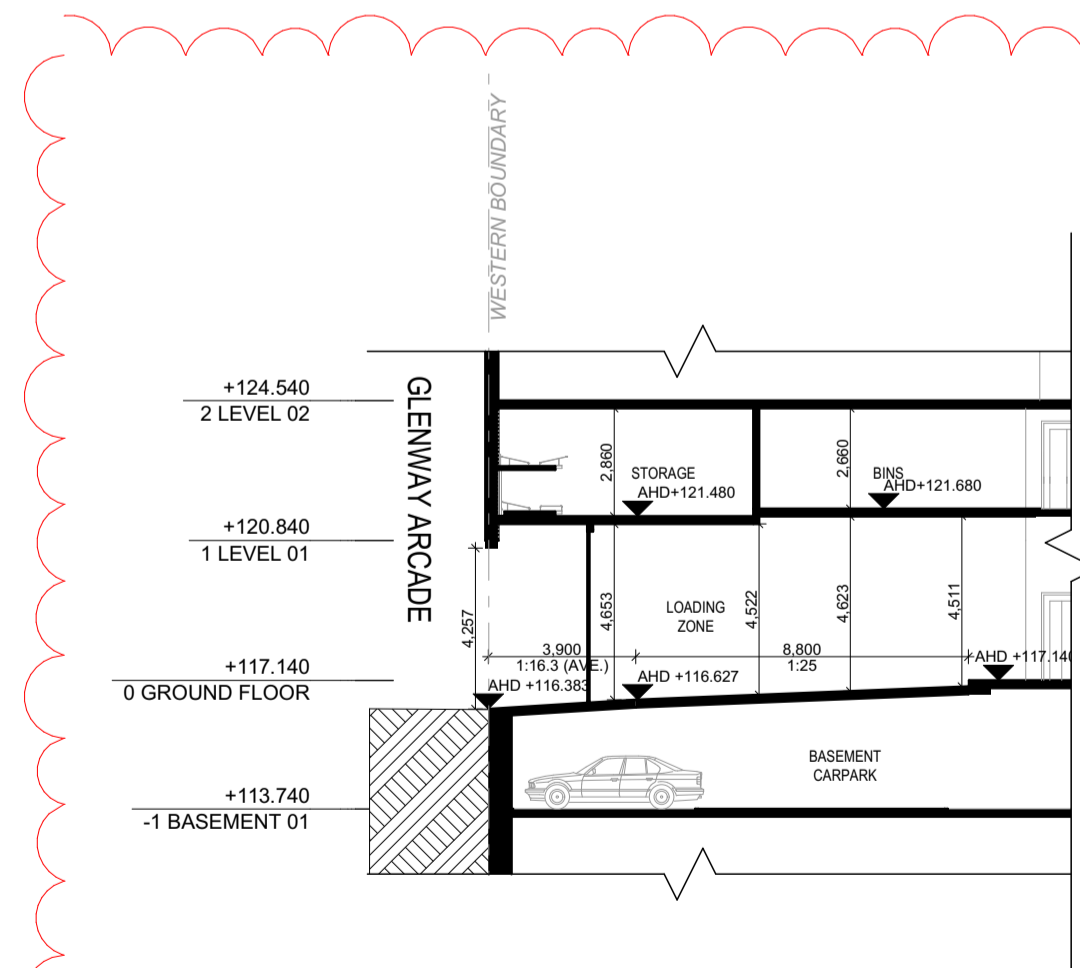 WESTERN BOUNDARY
GLENWAY ARCADE
+124.540
2 LEVEL 02
2,860
STORAGE
AHD+121.480
2,660
BINS
AHD+121.680
+120.840
1 LEVEL 01
4,257
4,653
LOADING
ZONE
4,522
4,623
4,511
3,900
1:16.3 (AVE.)
8,800
1:25
+117.140
0 GROUND FLOOR
AHD +116.383
AHD +116.627
AHD +117.140
BASEMENT
CARPARK
+113.740
-1 BASEMENT 01